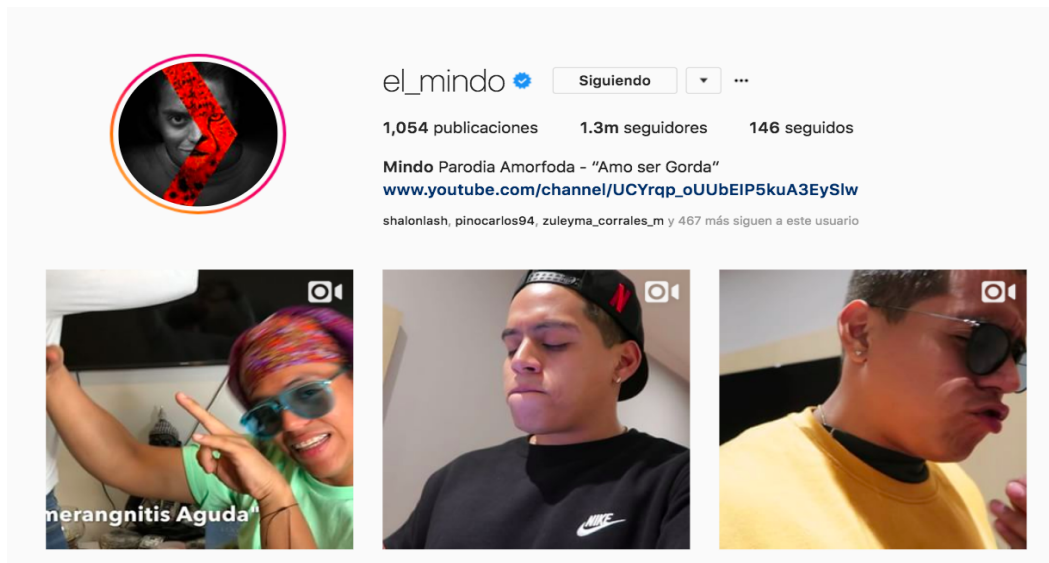 el_mindo Siguiendo
1,054 publicaciones 1.3m seguidores 146 seguidos
Mindo Parodia Amorfoda - “Amo ser Gorda”
www.youtube.com/channel/UCYrqp_oUUbEIP5kuA3EySlw
shalonlash, pinocarlos94, zuleyma_corrales_m y 467 más siguen a este usuario
N
merangnitis Aguda"
NIKE